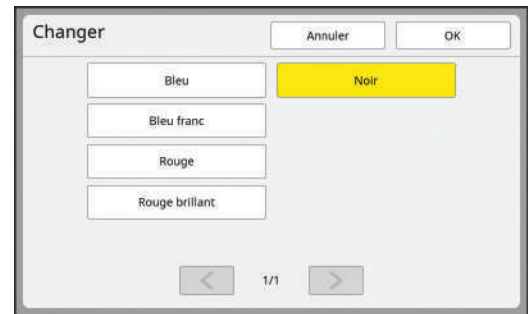 Changer
Annuler
OK
Bleu
Noir
Bleu franc
Rouge
Rouge brillant
1/1